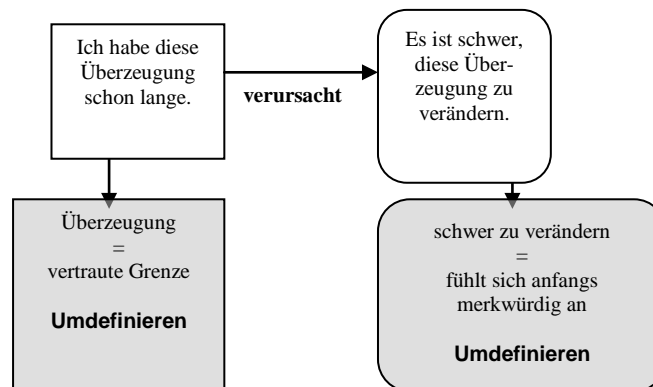 Ich habe diese
Überzeugung
schon lange.
verursacht
Es ist schwer,
diese Über-
zeugung zu
verändern.
Überzeugung
=
vertraute Grenze
Umdefinieren
schwer zu verändern
=
fühlt sich anfangs
merkwürdig an
Umdefinieren